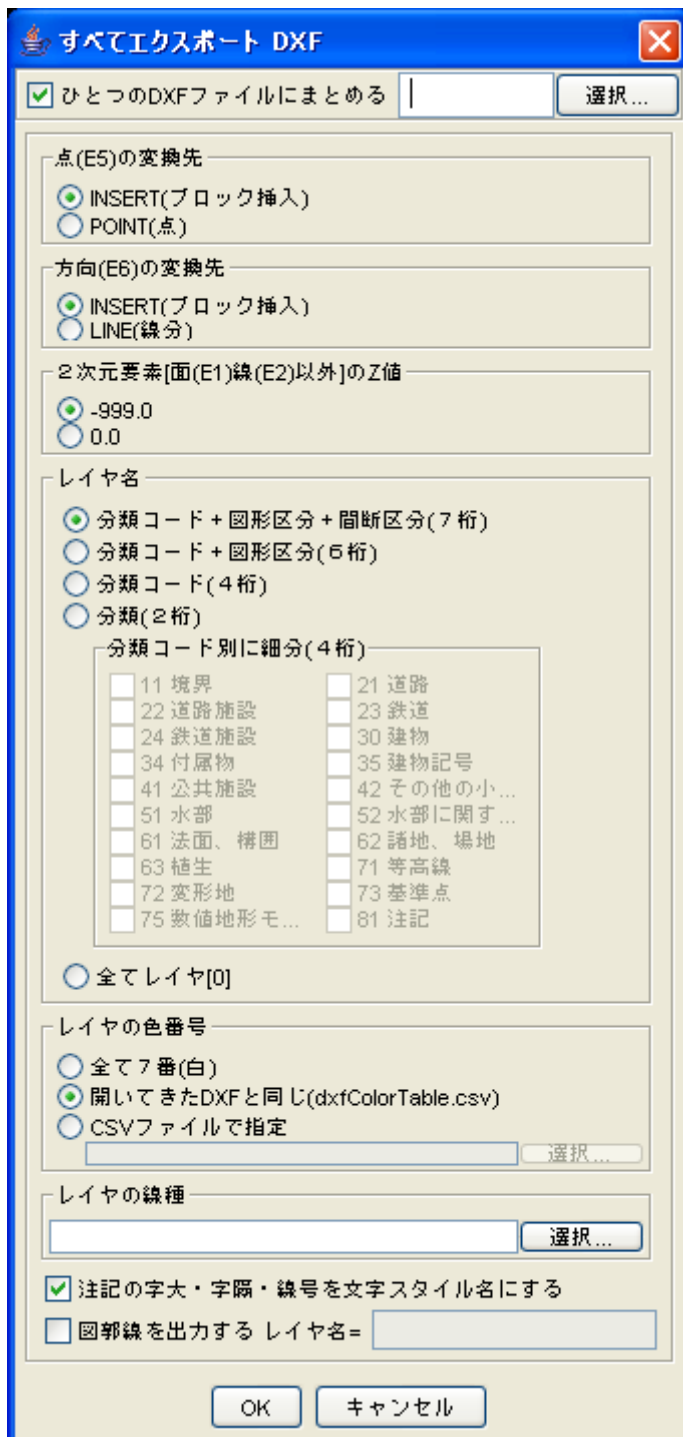 すべてエクスポート DXF
ひとつのDXFファイルにまとめる 選択...
点(E5)の変換先
INSERT(ブロック挿入)
POINT(点)
方向(E6)の変換先
INSERT(ブロック挿入)
LINE(線分)
２次元要素[面(E1)線(E2)以外]のZ値
-999.0
0.0
レイヤ名
分類コード+図形区分+間断区分(７桁)
分類コード+図形区分(６桁)
分類コード(４桁)
分類(２桁)
分類コード別に細分(４桁)
11 境界 21 道路
22 道路施設 23 鉄道
24 鉄道施設 30 建物
34 付属物 35 建物記号
41 公共施設 42 その他の小...
51 水部 52 水部に関す...
61 法面、構囲 62 諸地、場地
63 植生 71 等高線
72 変形地 73 基準点
75 数値地形モ... 81 注記
全てレイヤ[0]
レイヤの色番号
全て７番(白)
開いてきたDXFと同じ(dxfColorTable.csv)
CSVファイルで指定
選択...
レイヤの線種
選択...
注記の字大・字隔・線号を文字スタイル名にする
図郭線を出力する レイヤ名=
OK キャンセル